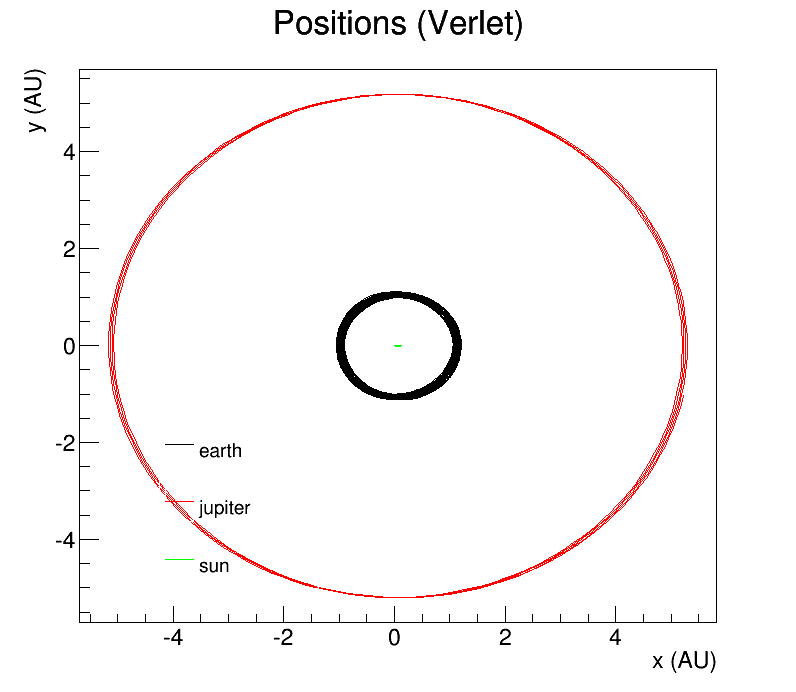 Positions (Verlet)
y (AU)
4
2
0
-2
-4
earth
jupiter
sun
-4 -2 0 2 4
x (AU)